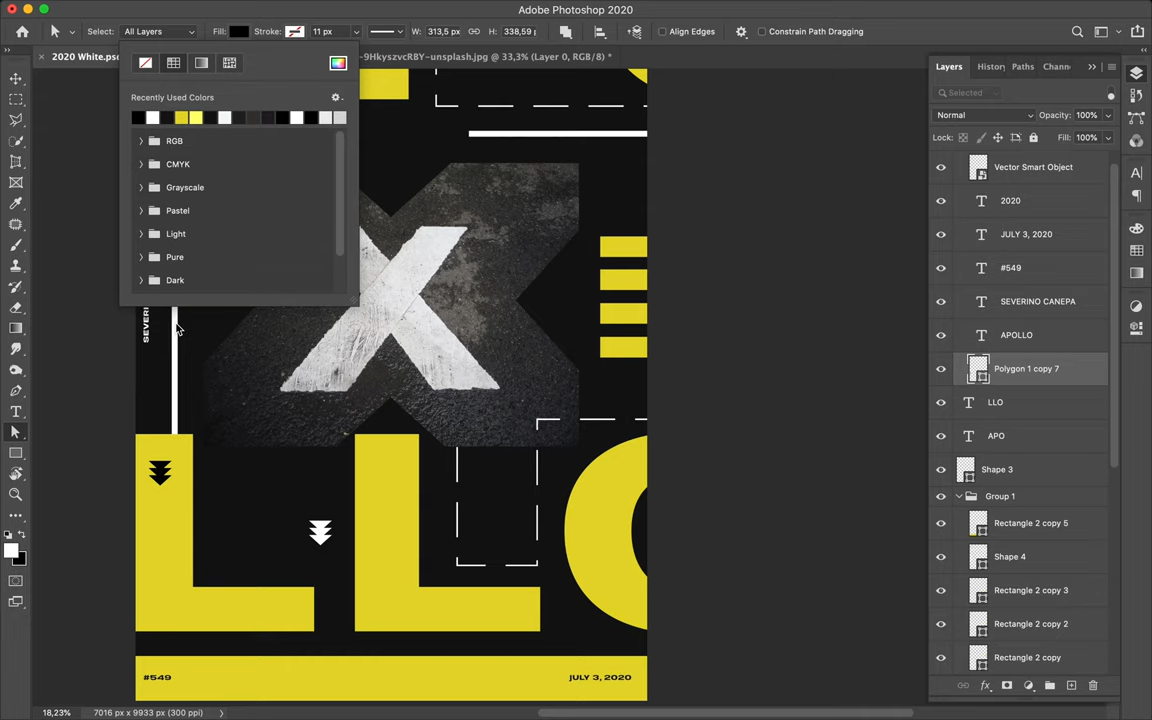 Adobe Photoshop 2020
Select: All Layers Fill: Stroke: 11 px W: 313,5 px H: 338,59 Align Edges Constrain Path Dragging
2020 White.ps -9HkyszvcRBY-unsplash.jpg @ 33,3% (Layer 0, RGB/8) *
Layers History Paths Chann
Selected
Normal Opacity: 100%
Lock: Fill: 100%
Recently Used Colors
RGB
CMYK
Grayscale
Pastel
Light
Pure
Dark
Vector Smart Object
2020
JULY 3, 2020
#549
SEVERINO CANEPA
APOLLO
Polygon 1 copy 7
LLO
APO
Shape 3
Group 1
Rectangle 2 copy 5
Shape 4
Rectangle 2 copy 3
Rectangle 2 copy 2
Rectangle 2 copy
SEVERI
X
LLO
#549 JULY 3, 2020
18,23% 7016 px x 9933 px (300 ppi)